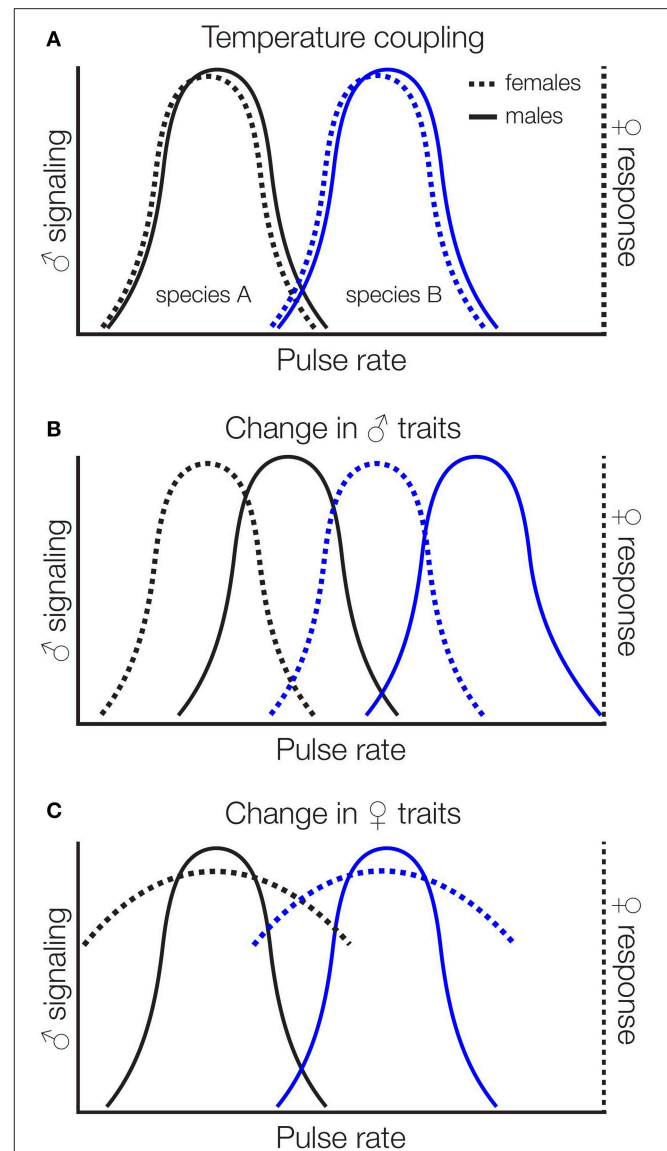 A
Temperature coupling
females
males
♂ signaling
♀ response
species A
species B
Pulse rate
B
Change in ♂ traits
♂ signaling
♀ response
Pulse rate
C
Change in ♀ traits
♂ signaling
♀ response
Pulse rate